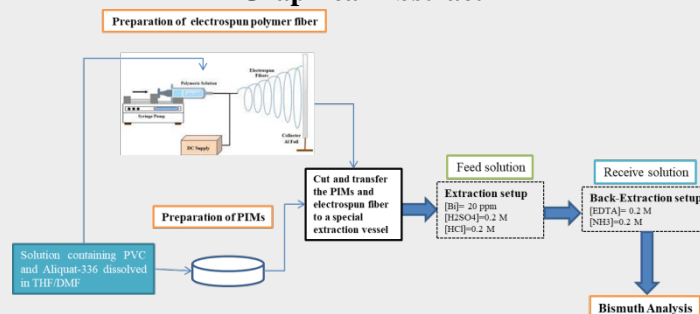 Preparation of electrospun polymer fiber
Electrospun
Fibers
Polymeric Solution
Syringe Pump
DC Supply
Collector
Al Foil
Cut and transfer
the PIMs and
electrospun fiber
to a special
extraction vessel
Feed solution
Extraction setup
[Bi]= 20 ppm
[H2SO4]=0.2 M
[HCl]=0.2 M
Receive solution
Back-Extraction setup
[EDTA]= 0.2 M
[NH3]=0.2 M
Preparation of PIMs
Solution containing PVC
and Aliquat-336 dissolved
in THF/DMF
Bismuth Analysis